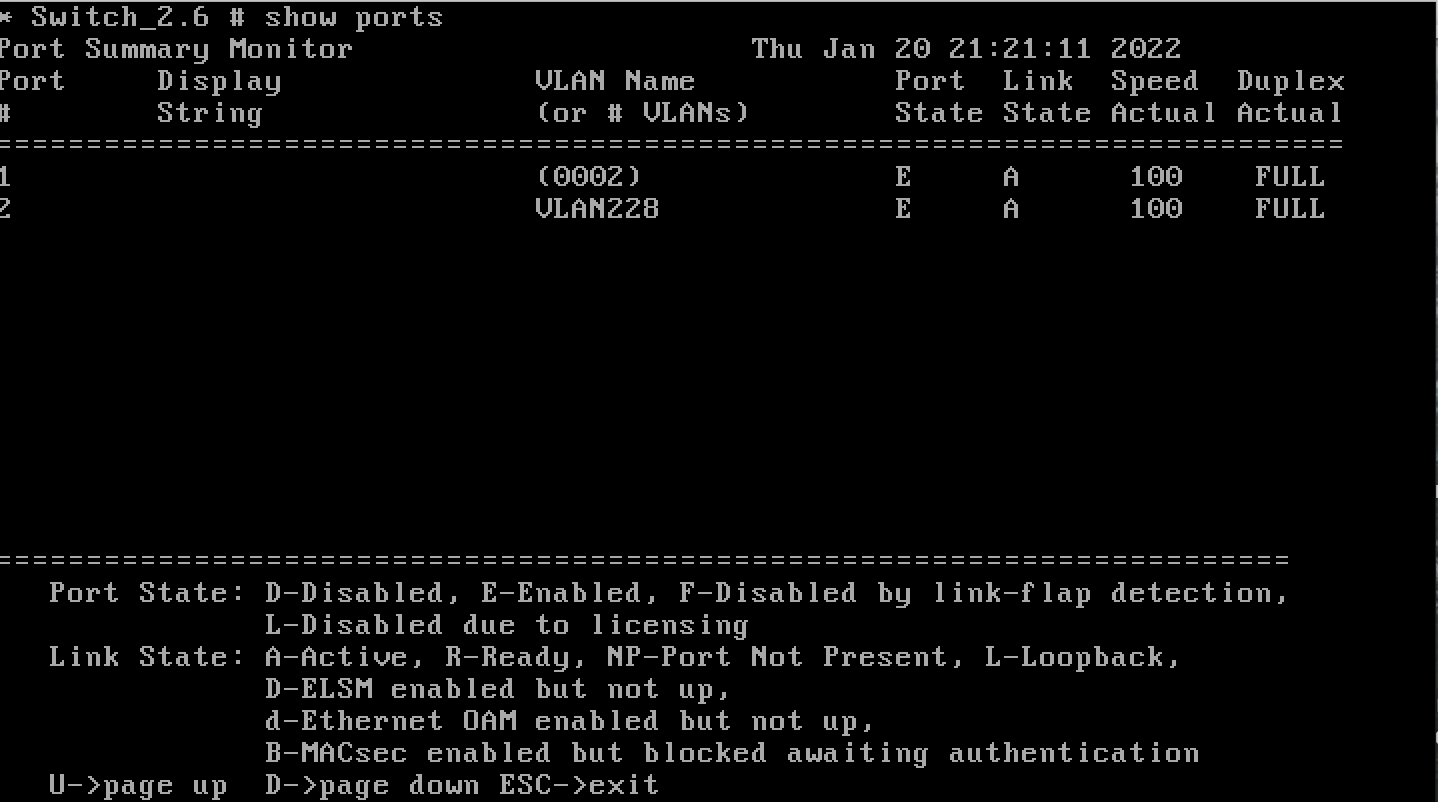 * Switch_2.6 # show ports
Port Summary Monitor Thu Jan 20 21:21:11 2022
Port Display VLAN Name Port Link Speed Duplex
# String (or # VLANs) State State Actual Actual
===========================================================================
1 (0002) E A 100 FULL
2 VLAN228 E A 100 FULL
========================================================================
Port State: D-Disabled, E-Enabled, F-Disabled by link-flap detection,
L-Disabled due to licensing
Link State: A-Active, R-Ready, NP-Port Not Present, L-Loopback,
D-ELSM enabled but not up,
d-Ethernet OAM enabled but not up,
B-MACsec enabled but blocked awaiting authentication
U->page up D->page down ESC->exit